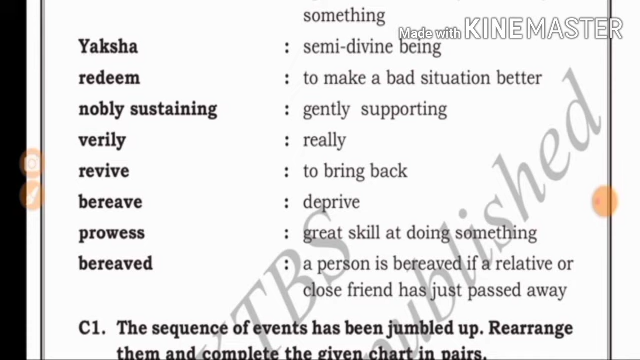 something
Made with KINEMASTER
Yaksha : semi-divine being
redeem : to make a bad situation better
nobly sustaining : gently supporting
verily : really
revive : to bring back
bereave : deprive
prowess : great skill at doing something
bereaved : a person is bereaved if a relative or
close friend has just passed away
KTBS
published
C1. The sequence of events has been jumbled up. Rearrange
them and complete the given chart in pairs.